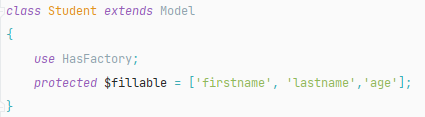 class Student extends Model
{
    use HasFactory;
    protected $fillable = ['firstname', 'lastname','age'];
}